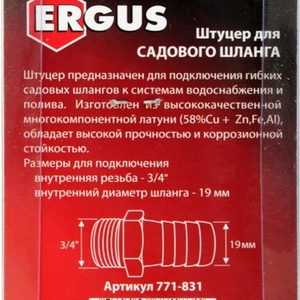 ERGUS
Штуцер для
САДОВОГО ШЛАНГА
Штуцер предназначен для подключения гибких
садовых шлангов к системам водоснабжения и
полива. Изготовлен из высококачественной
многокомпонентной латуни (58%Cu + Zn,Fe,Al),
обладает высокой прочностью и коррозионной
стойкостью.
Размеры для подключения
внутренняя резьба - 3/4"
внутренний диаметр шланга - 19 мм
3/4"
19мм
Артикул 771-831